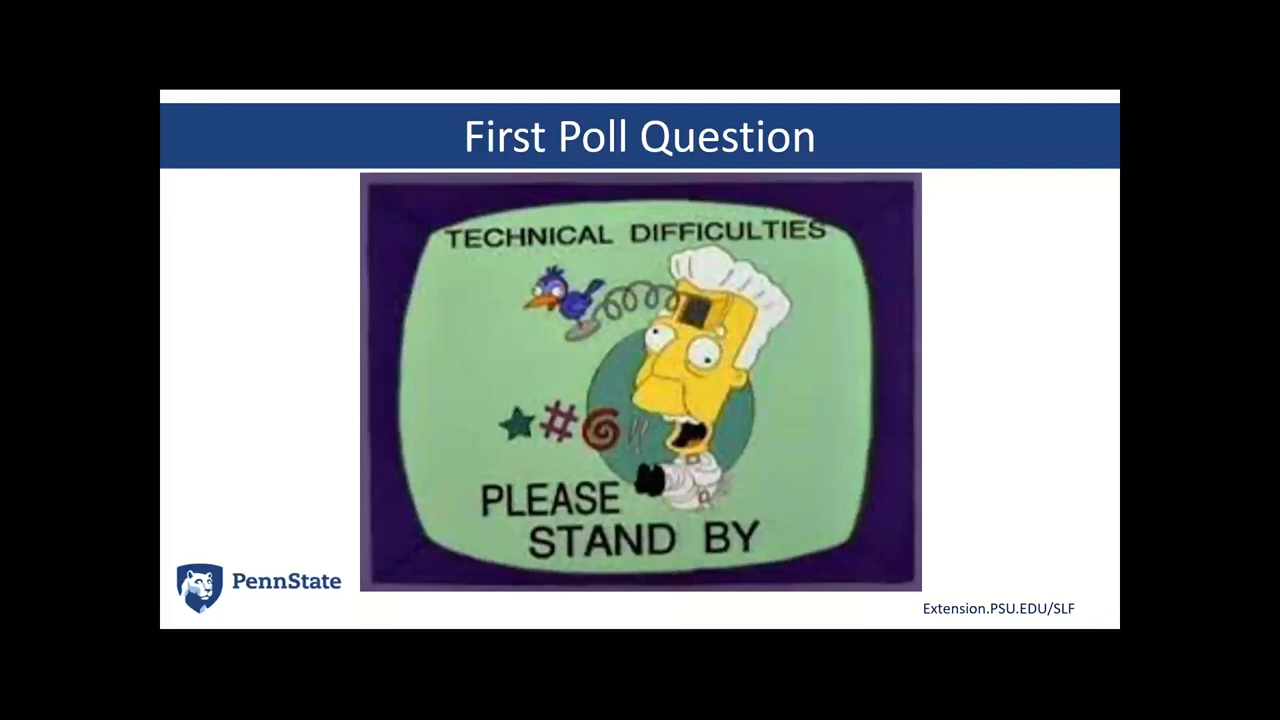 First Poll Question
TECHNICAL DIFFICULTIES
PLEASE
STAND BY
PennState
Extension.PSU.EDU/SLF